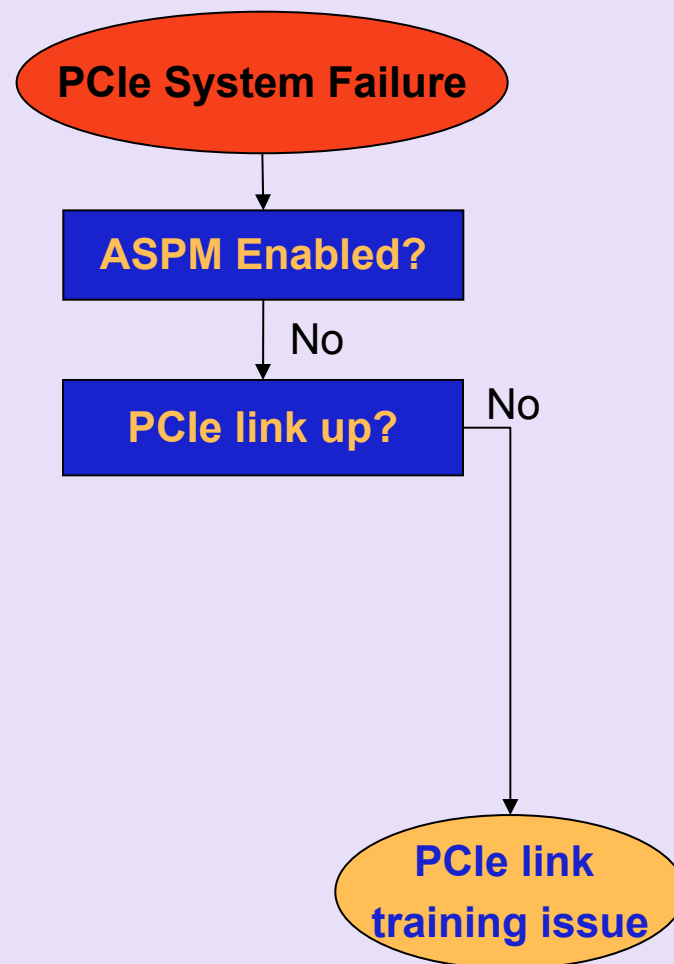 PCIe System Failure
ASPM Enabled?
No
PCIe link up?
No
PCIe link
training issue